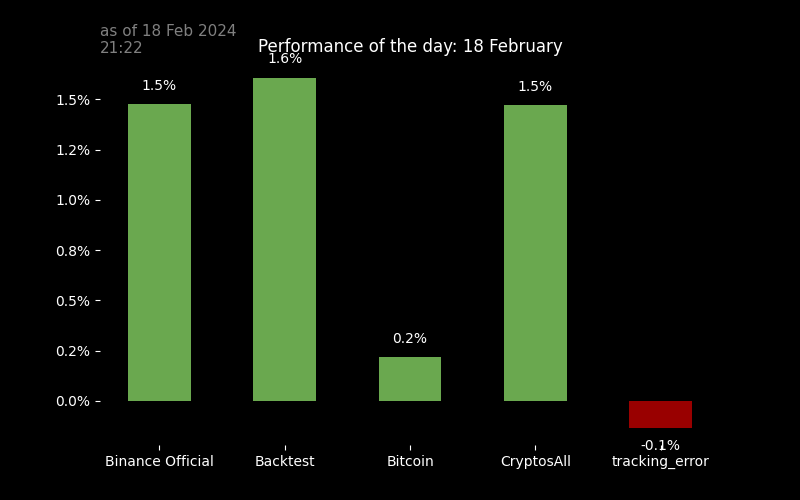 as of 18 Feb 2024
21:22
Performance of the day: 18 February
1.6%
1.5%
1.5%
1.5%
1.2%
1.0%
0.8%
0.5%
0.2%
0.2%
0.0%
-0.1%
Binance Official
Backtest
Bitcoin
CryptosAll
tracking_error